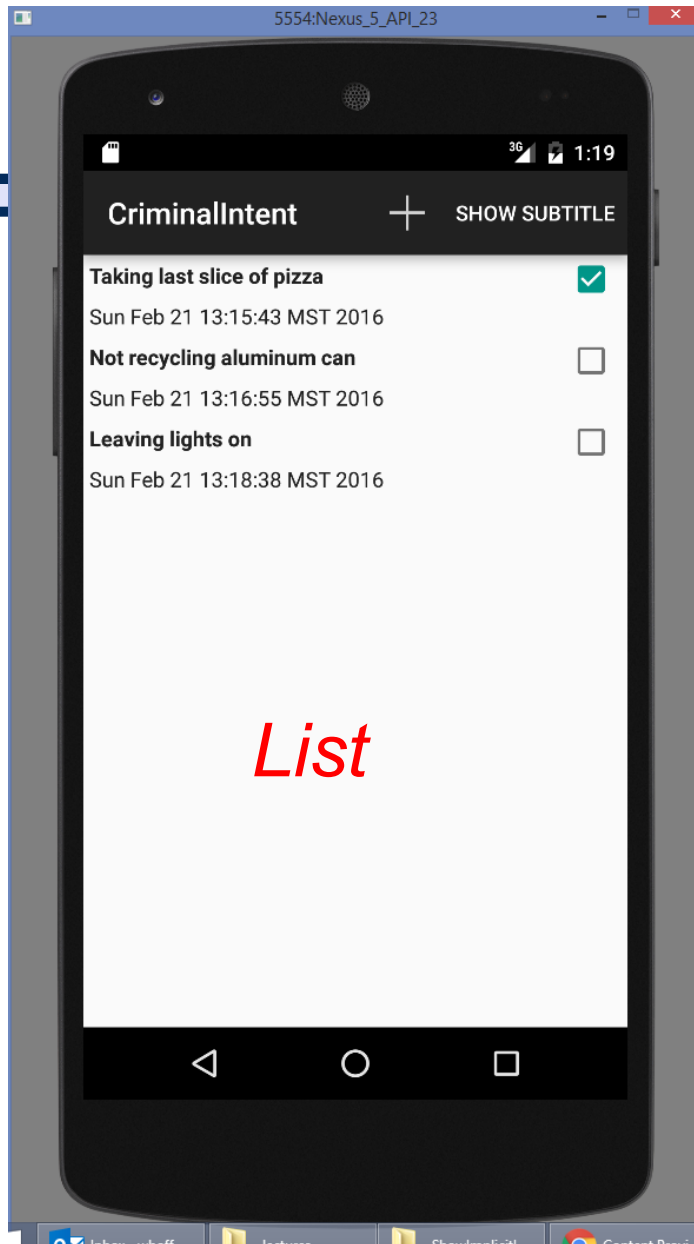 5554:Nexus_5_API_23
3G 1:19
CriminalIntent SHOW SUBTITLE
Taking last slice of pizza
Sun Feb 21 13:15:43 MST 2016
Not recycling aluminum can
Sun Feb 21 13:16:55 MST 2016
Leaving lights on
Sun Feb 21 13:18:38 MST 2016
List